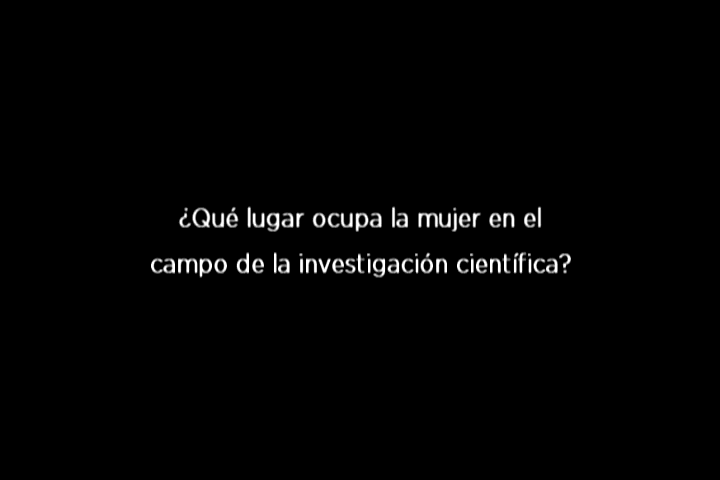 ¿Qué lugar ocupa la mujer en el
campo de la investigación científica?